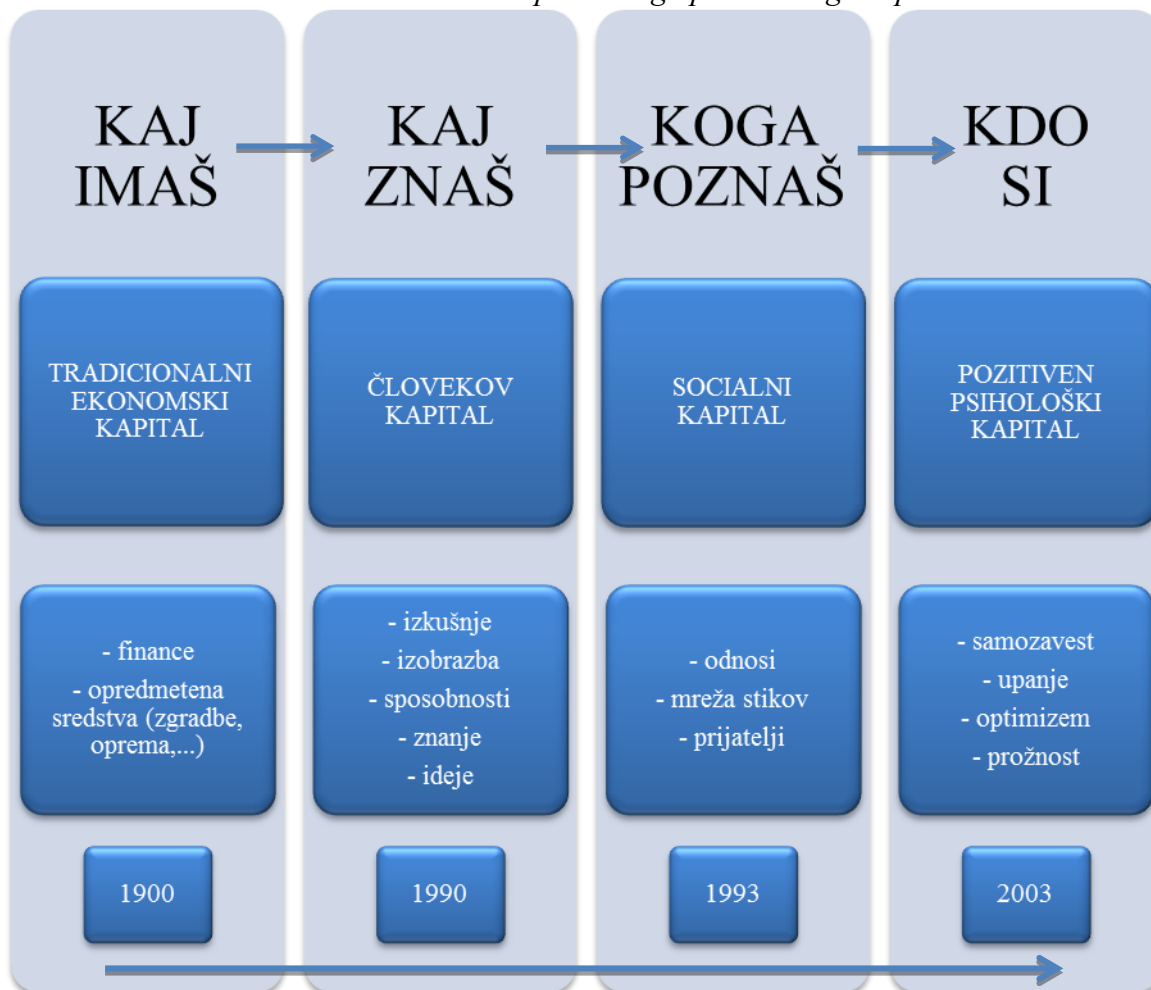 KAJ
IMAŠ
KAJ
ZNAŠ
KOGA
POZNAŠ
KDO
SI
TRADICIONALNI
EKONOMSKI
KAPITAL
ČLOVEKOV
KAPITAL
SOCIALNI
KAPITAL
POZITIVEN
PSIHOLOŠKI
KAPITAL
- finance
- opredmetena
sredstva (zgradbe,
oprema,...)
- izkušnje
- izobrazba
- sposobnosti
- znanje
- ideje
- odnosi
- mreža stikov
- prijatelji
- samozavest
- upanje
- optimizem
- prožnost
1900
1990
1993
2003